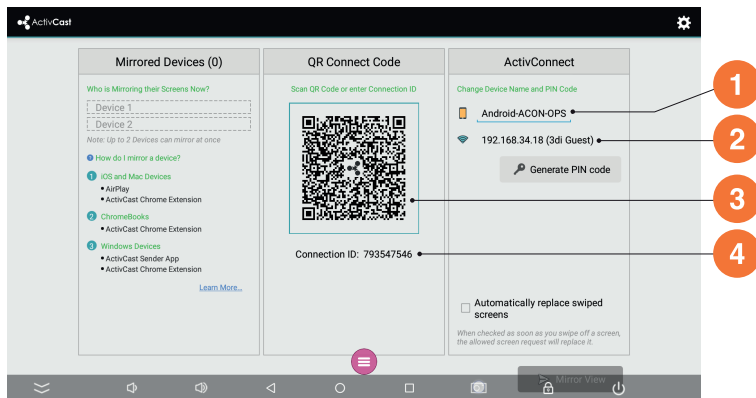 ActivCast
Mirrored Devices (0)
Who is Mirroring their Screens Now?
Device 1
Device 2
Note: Up to 2 Devices can mirror at once
? How do I mirror a device?
1 iOS and Mac Devices
• AirPlay
• ActivCast Chrome Extension
2 ChromeBooks
• ActivCast Chrome Extension
3 Windows Devices
• ActivCast Sender App
• ActivCast Chrome Extension
Learn More...
QR Connect Code
Scan QR Code or enter Connection ID
Connection ID: 793547546
ActivConnect
Change Device Name and PIN Code
Android-ACON-OPS
192.168.34.18 (3di Guest)
Generate PIN code
Automatically replace swiped
screens
When checked as soon as you swipe off a screen,
the allowed screen request will replace it.
Mirror View
1
2
3
4